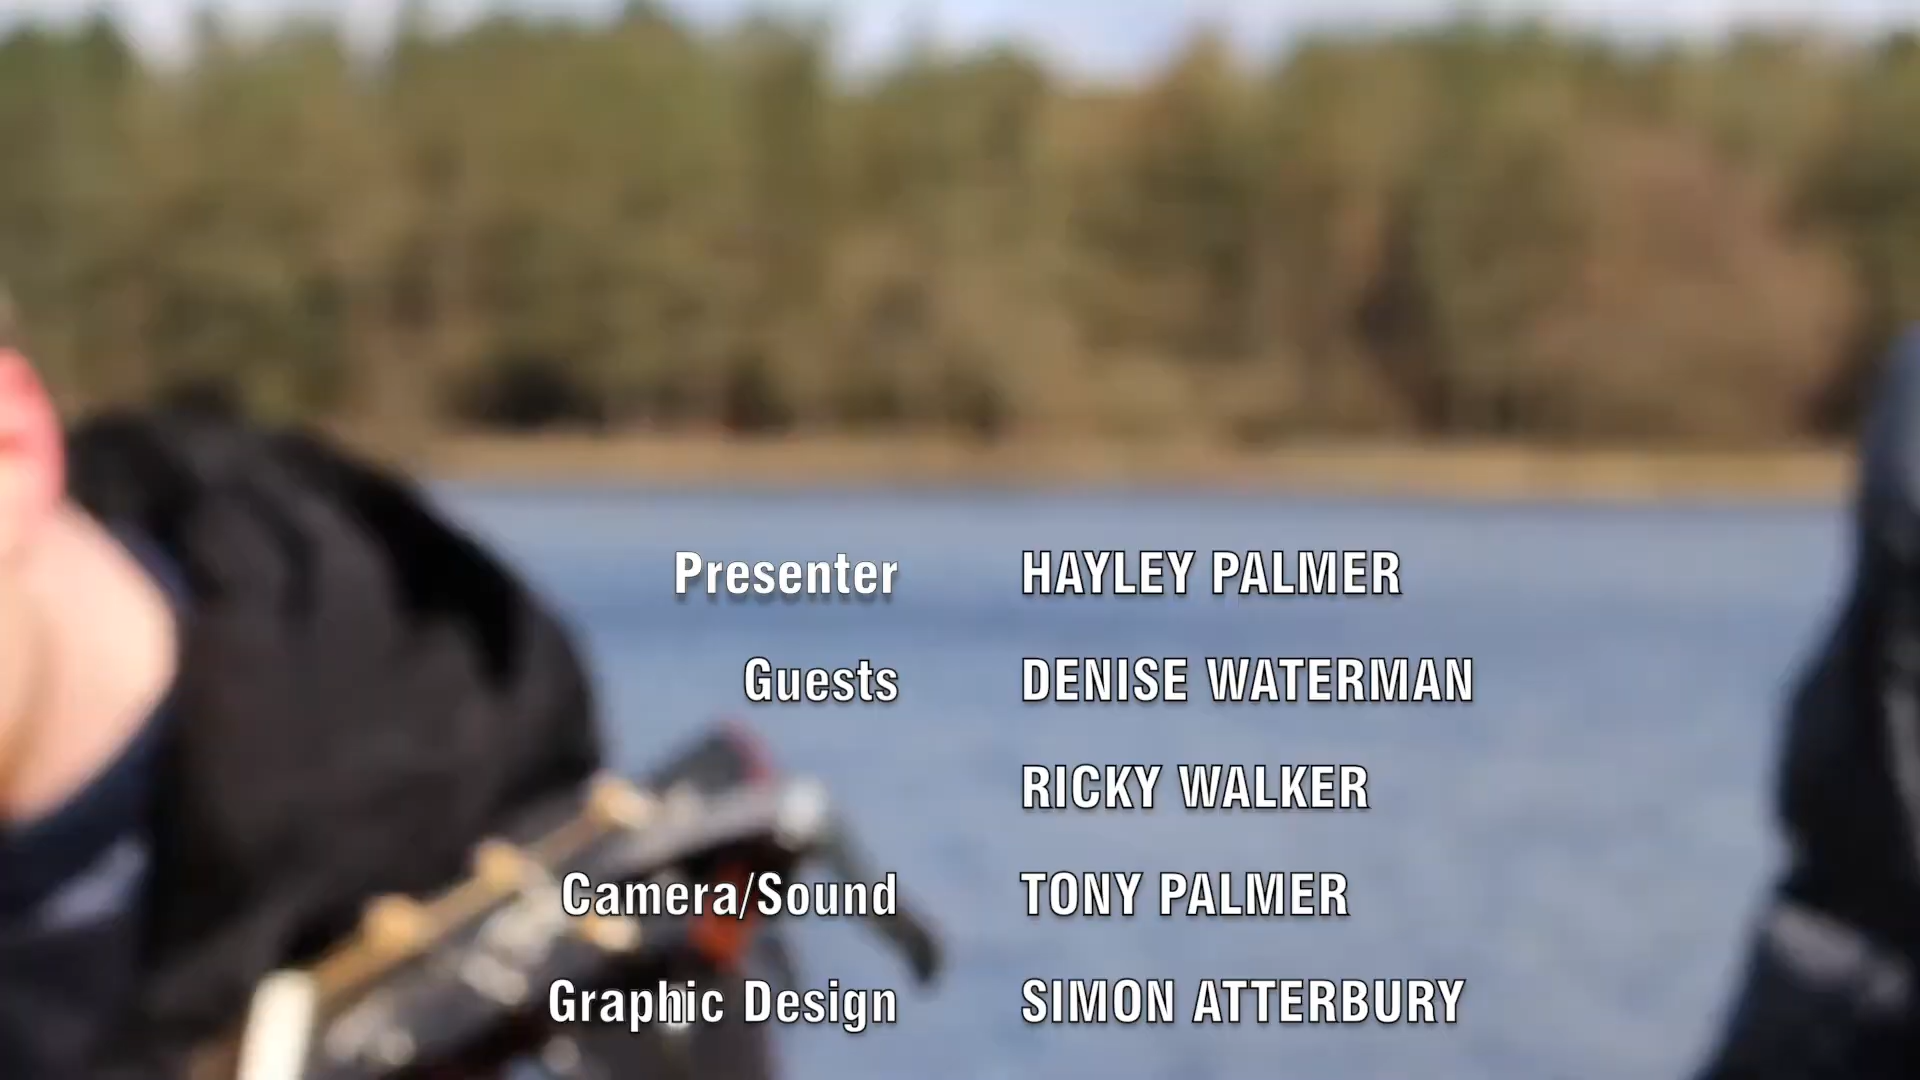 Presenter HAYLEY PALMER
Guests DENISE WATERMAN
RICKY WALKER
Camera/Sound TONY PALMER
Graphic Design SIMON ATTERBURY